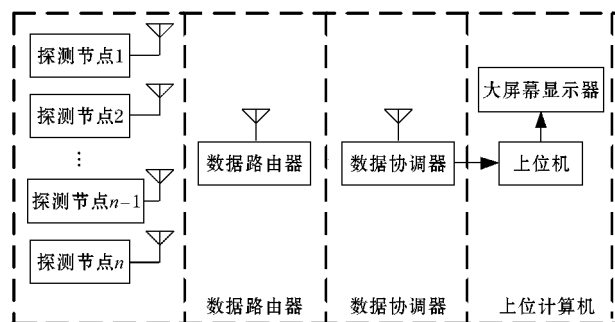 探测节点1
探测节点2
⋮
探测节点n-1
探测节点n
数据路由器
数据路由器
数据协调器
数据协调器
大屏幕显示器
上位机
上位计算机